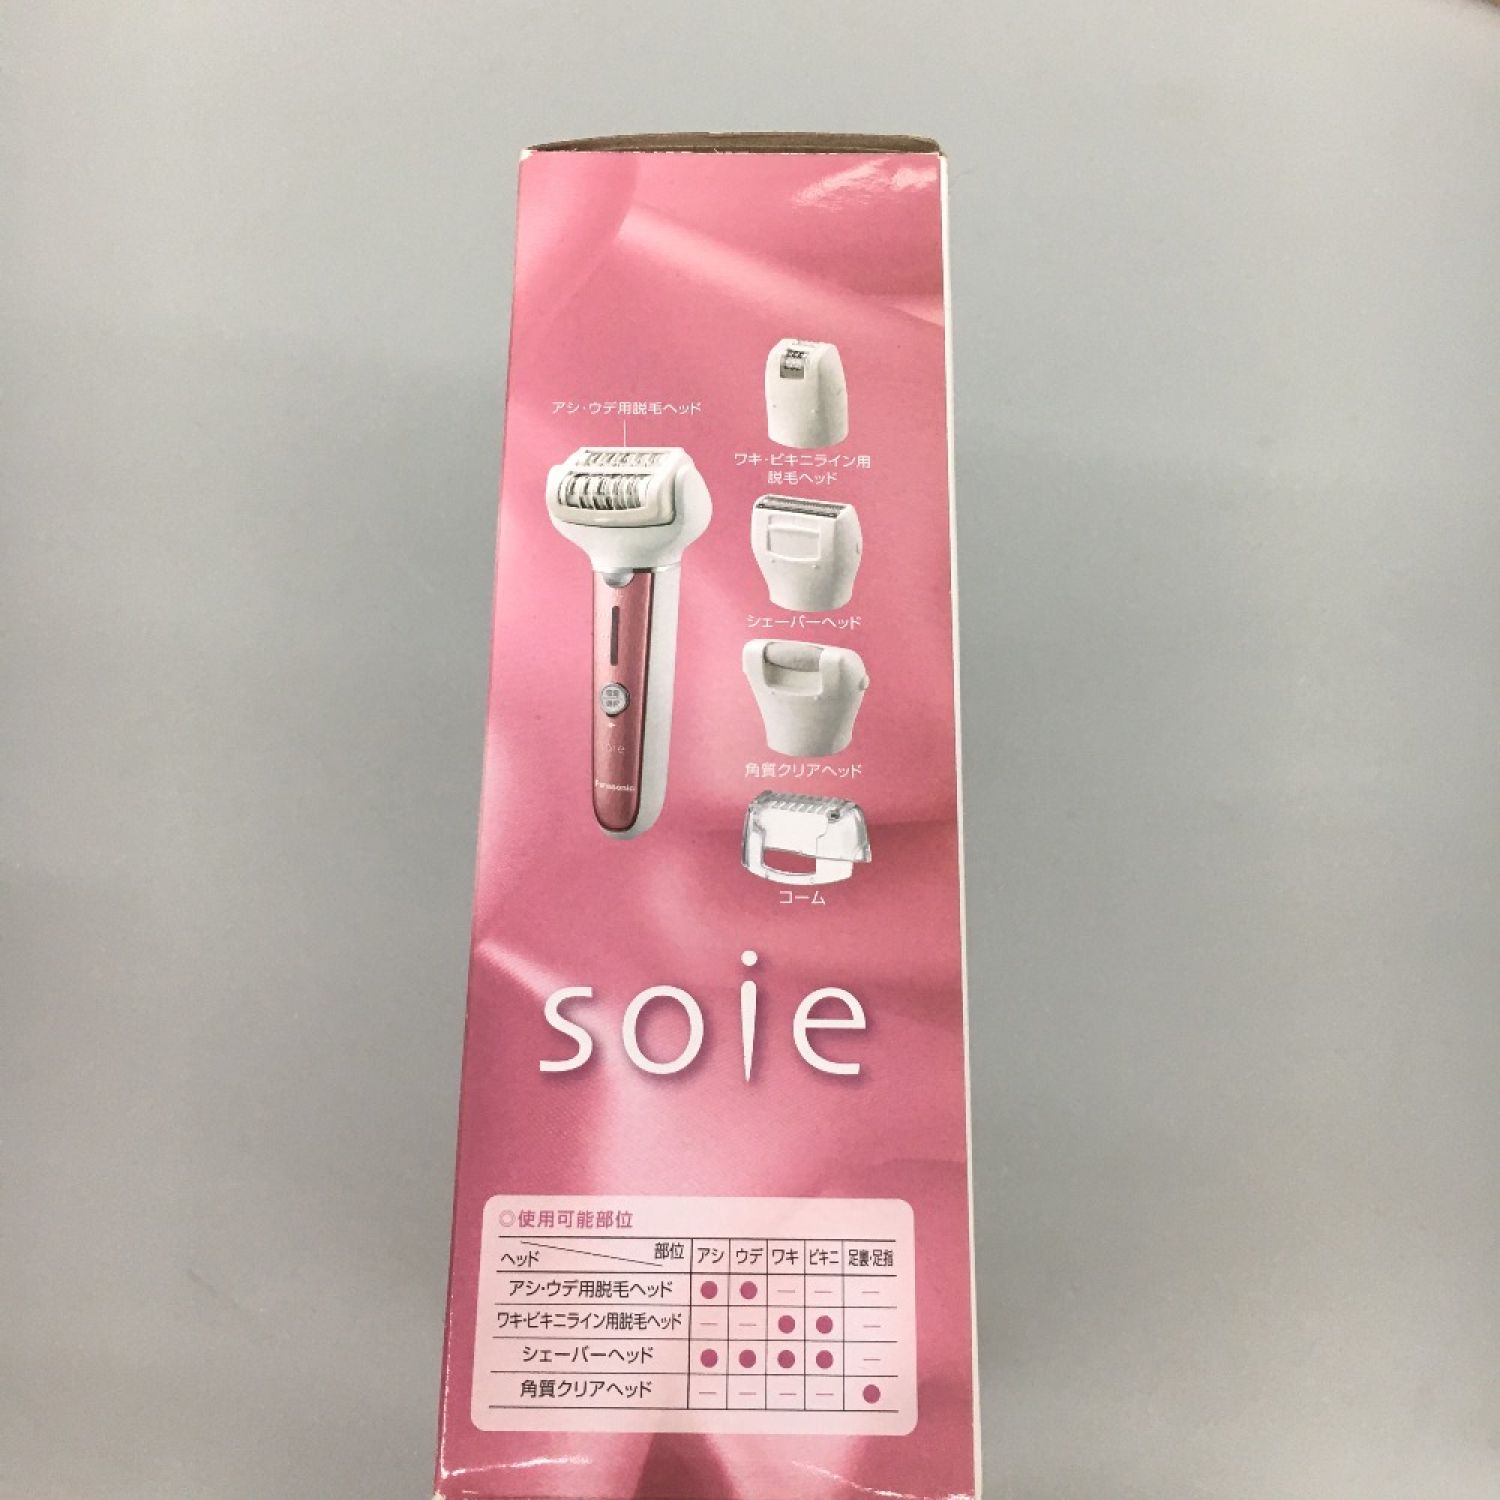 アシ・ウデ用脱毛ヘッド
ワキ・ビキニライン用
脱毛ヘッド
シェーバーヘッド
角質クリアヘッド
コーム
電源
選択
soie
Panasonic
soie
◎使用可能部位
ヘッド 部位 アシ ウデ ワキ ビキニ 足裏・足指
アシ・ウデ用脱毛ヘッド ● ● － － －
ワキ・ビキニライン用脱毛ヘッド － － ● ● －
シェーバーヘッド ● ● ● ● －
角質クリアヘッド － － － － ●